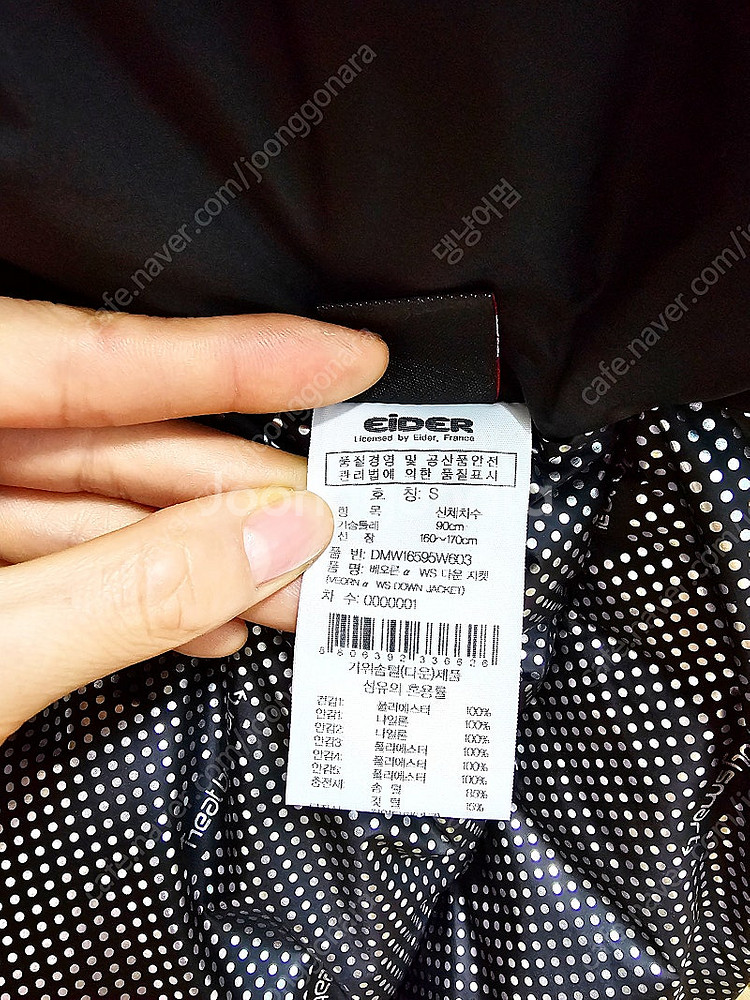 cafe.naver.com/joonggonara
댕냥어멈
EiDER
Licensed by Eider, France
품질경영 및 공산품안전
관리법에 의한 품질표시
호 칭: S
항 목 신체치수
가슴둘레 90cm
신 장 160~170cm
품 번: DMW16595W603
품 명: 베오른 α WS 다운 자켓
(VEORN α WS DOWN JACKET)
차 수: 0000001
8 806392 336626
거위솜털(다운)제품
섬유의 혼용률
겉감1: 폴리에스터 100%
안감1: 나일론 100%
안감2: 나일론 100%
안감3: 폴리에스터 100%
안감4: 폴리에스터 100%
안감5: 폴리에스터 100%
충전재: 솜 털 85%
깃 털 15%